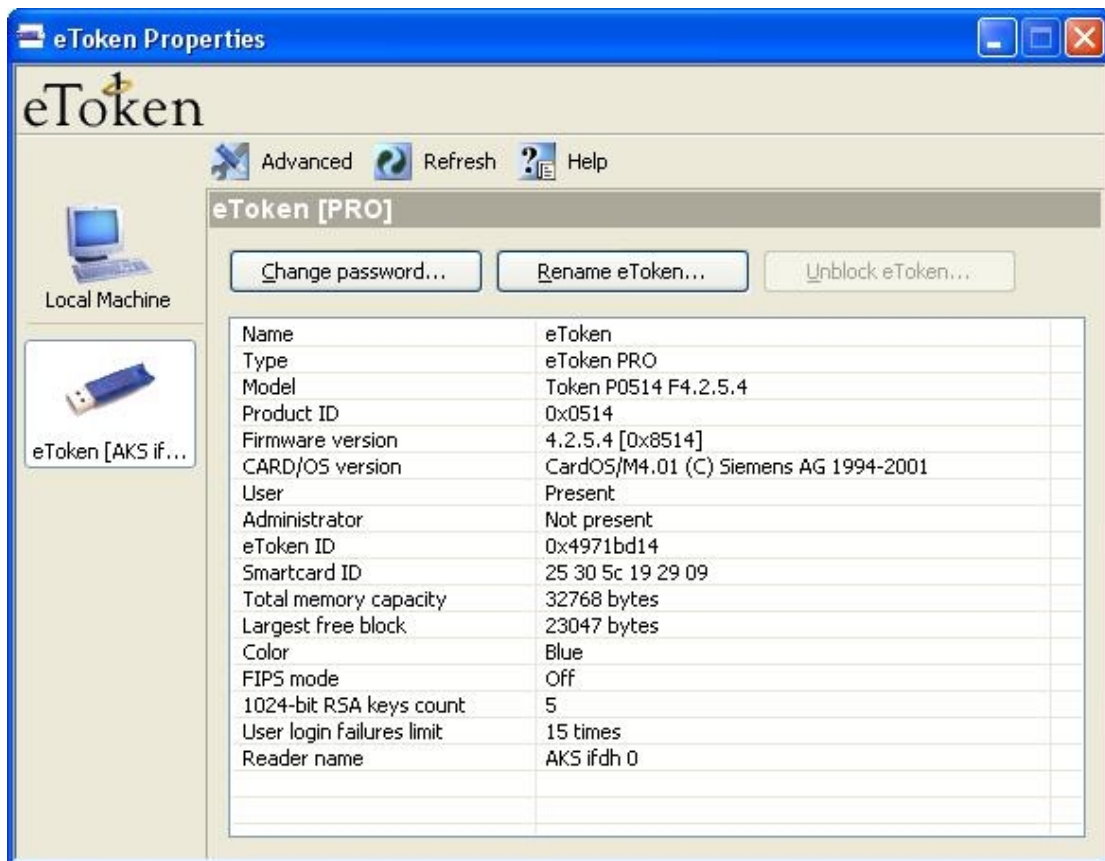 eToken Properties
eToken
Advanced Refresh Help
eToken [PRO]
Local Machine
eToken [AKS if...
Change password... Rename eToken... Unblock eToken...
Name eToken
Type eToken PRO
Model Token P0514 F4.2.5.4
Product ID 0x0514
Firmware version 4.2.5.4 [0x8514]
CARD/OS version CardOS/M4.01 (C) Siemens AG 1994-2001
User Present
Administrator Not present
eToken ID 0x4971bd14
Smartcard ID 25 30 5c 19 29 09
Total memory capacity 32768 bytes
Largest free block 23047 bytes
Color Blue
FIPS mode Off
1024-bit RSA keys count 5
User login failures limit 15 times
Reader name AKS ifdh 0